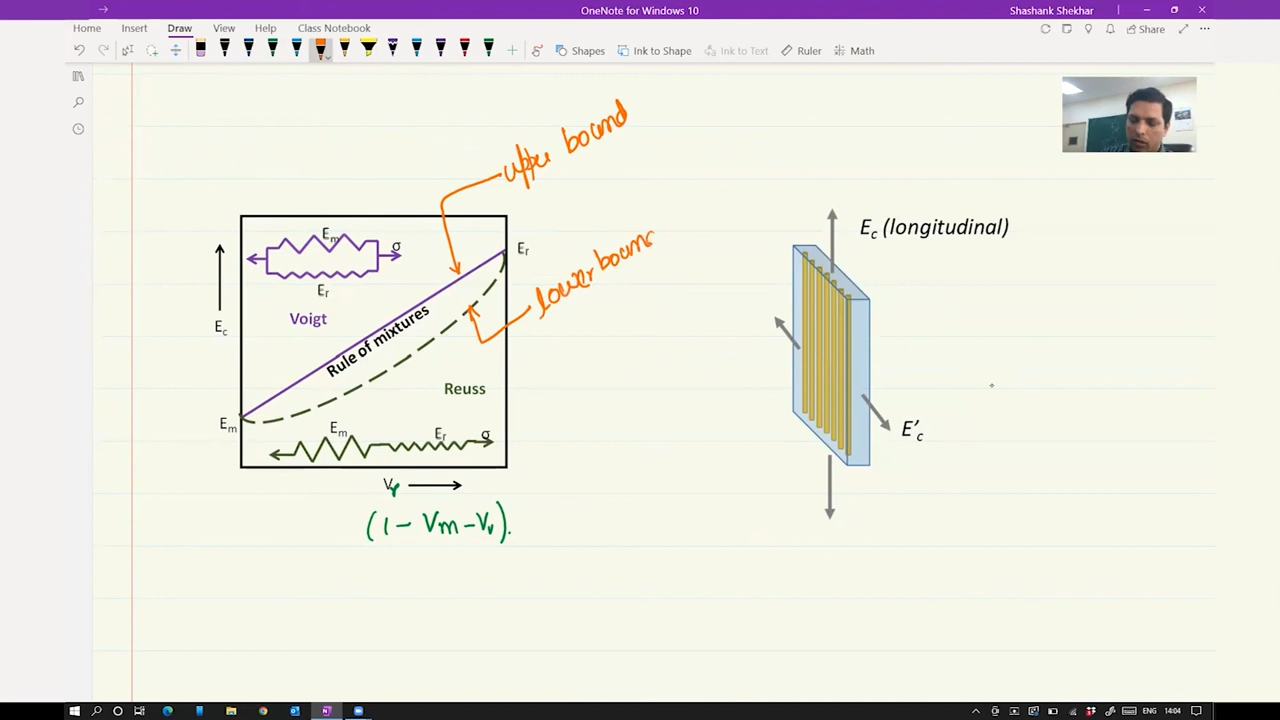 OneNote for Windows 10
Shashank Shekhar
Home Insert Draw View Help Class Notebook
Share
Shapes Ink to Shape Ink to Text Ruler Math
upper bound
Em σ
Er
Voigt
Er
Ec (longitudinal)
lower bound
Ec
Rule of mixtures
Reuss
Em
Em Er σ
E'c
Vr
(1 - Vm - Vv).
ENG 14:04